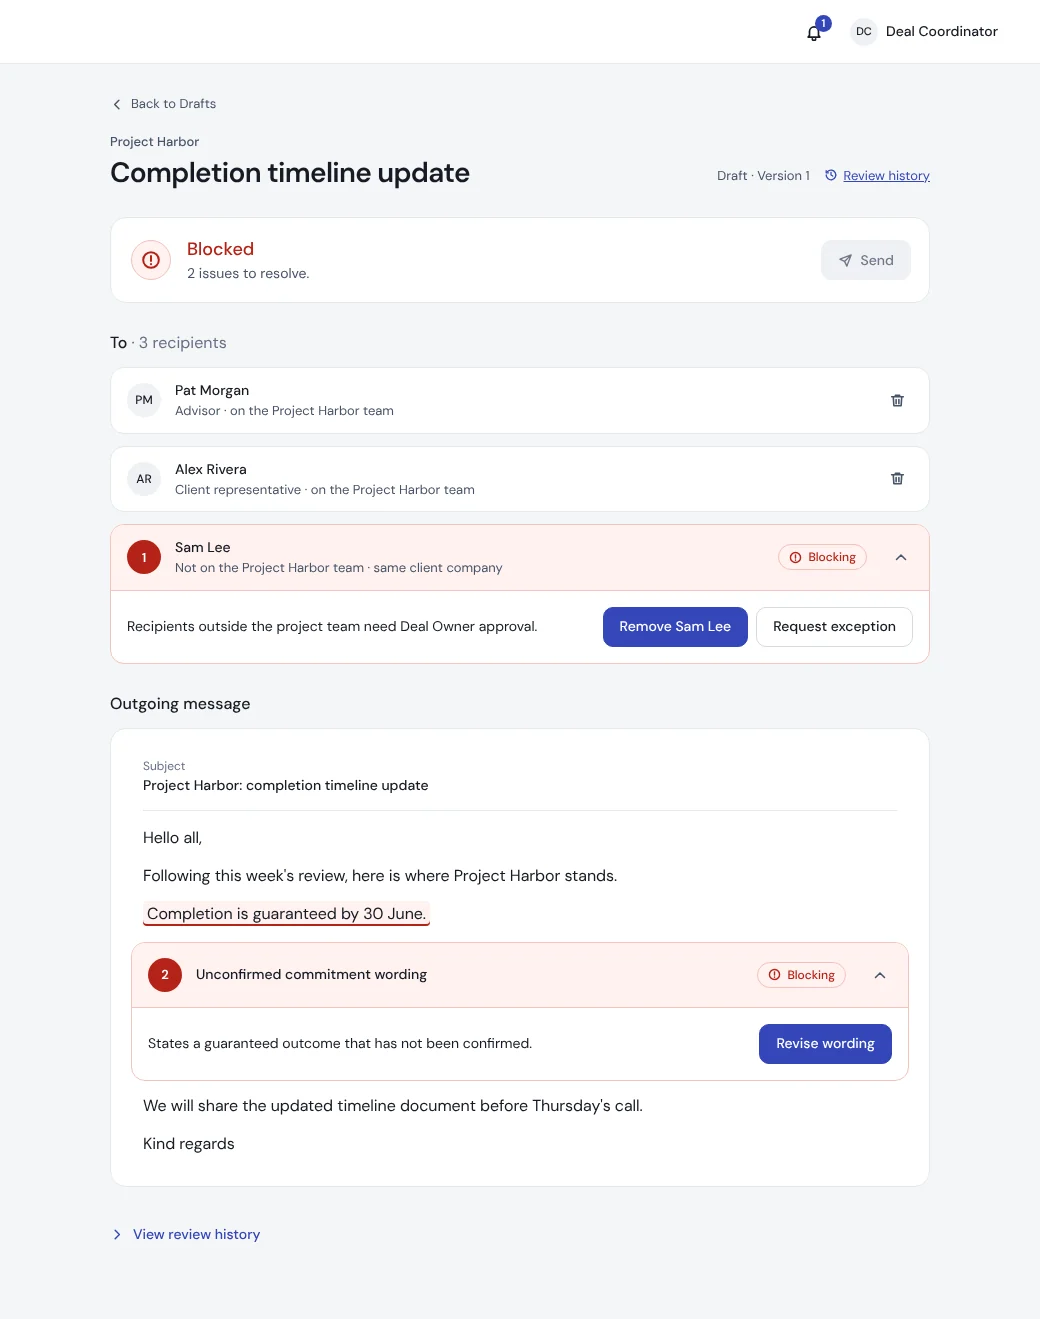 1
DC
Deal Coordinator
Back to Drafts
Project Harbor
Completion timeline update
Draft · Version 1
Review history
Blocked
2 issues to resolve.
Send
To · 3 recipients
PM
Pat Morgan
Advisor · on the Project Harbor team
AR
Alex Rivera
Client representative · on the Project Harbor team
1
Sam Lee
Not on the Project Harbor team · same client company
Blocking
Recipients outside the project team need Deal Owner approval.
Remove Sam Lee
Request exception
Outgoing message
Subject
Project Harbor: completion timeline update
Hello all,
Following this week's review, here is where Project Harbor stands.
Completion is guaranteed by 30 June.
2
Unconfirmed commitment wording
Blocking
States a guaranteed outcome that has not been confirmed.
Revise wording
We will share the updated timeline document before Thursday's call.
Kind regards
View review history